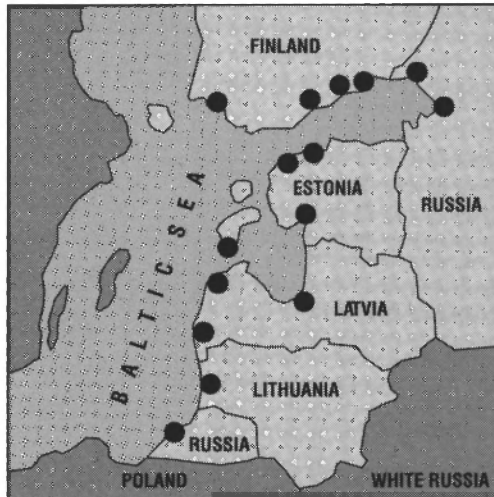 FINLAND
BALTIC SEA
ESTONIA
RUSSIA
LATVIA
LITHUANIA
RUSSIA
POLAND
WHITE RUSSIA